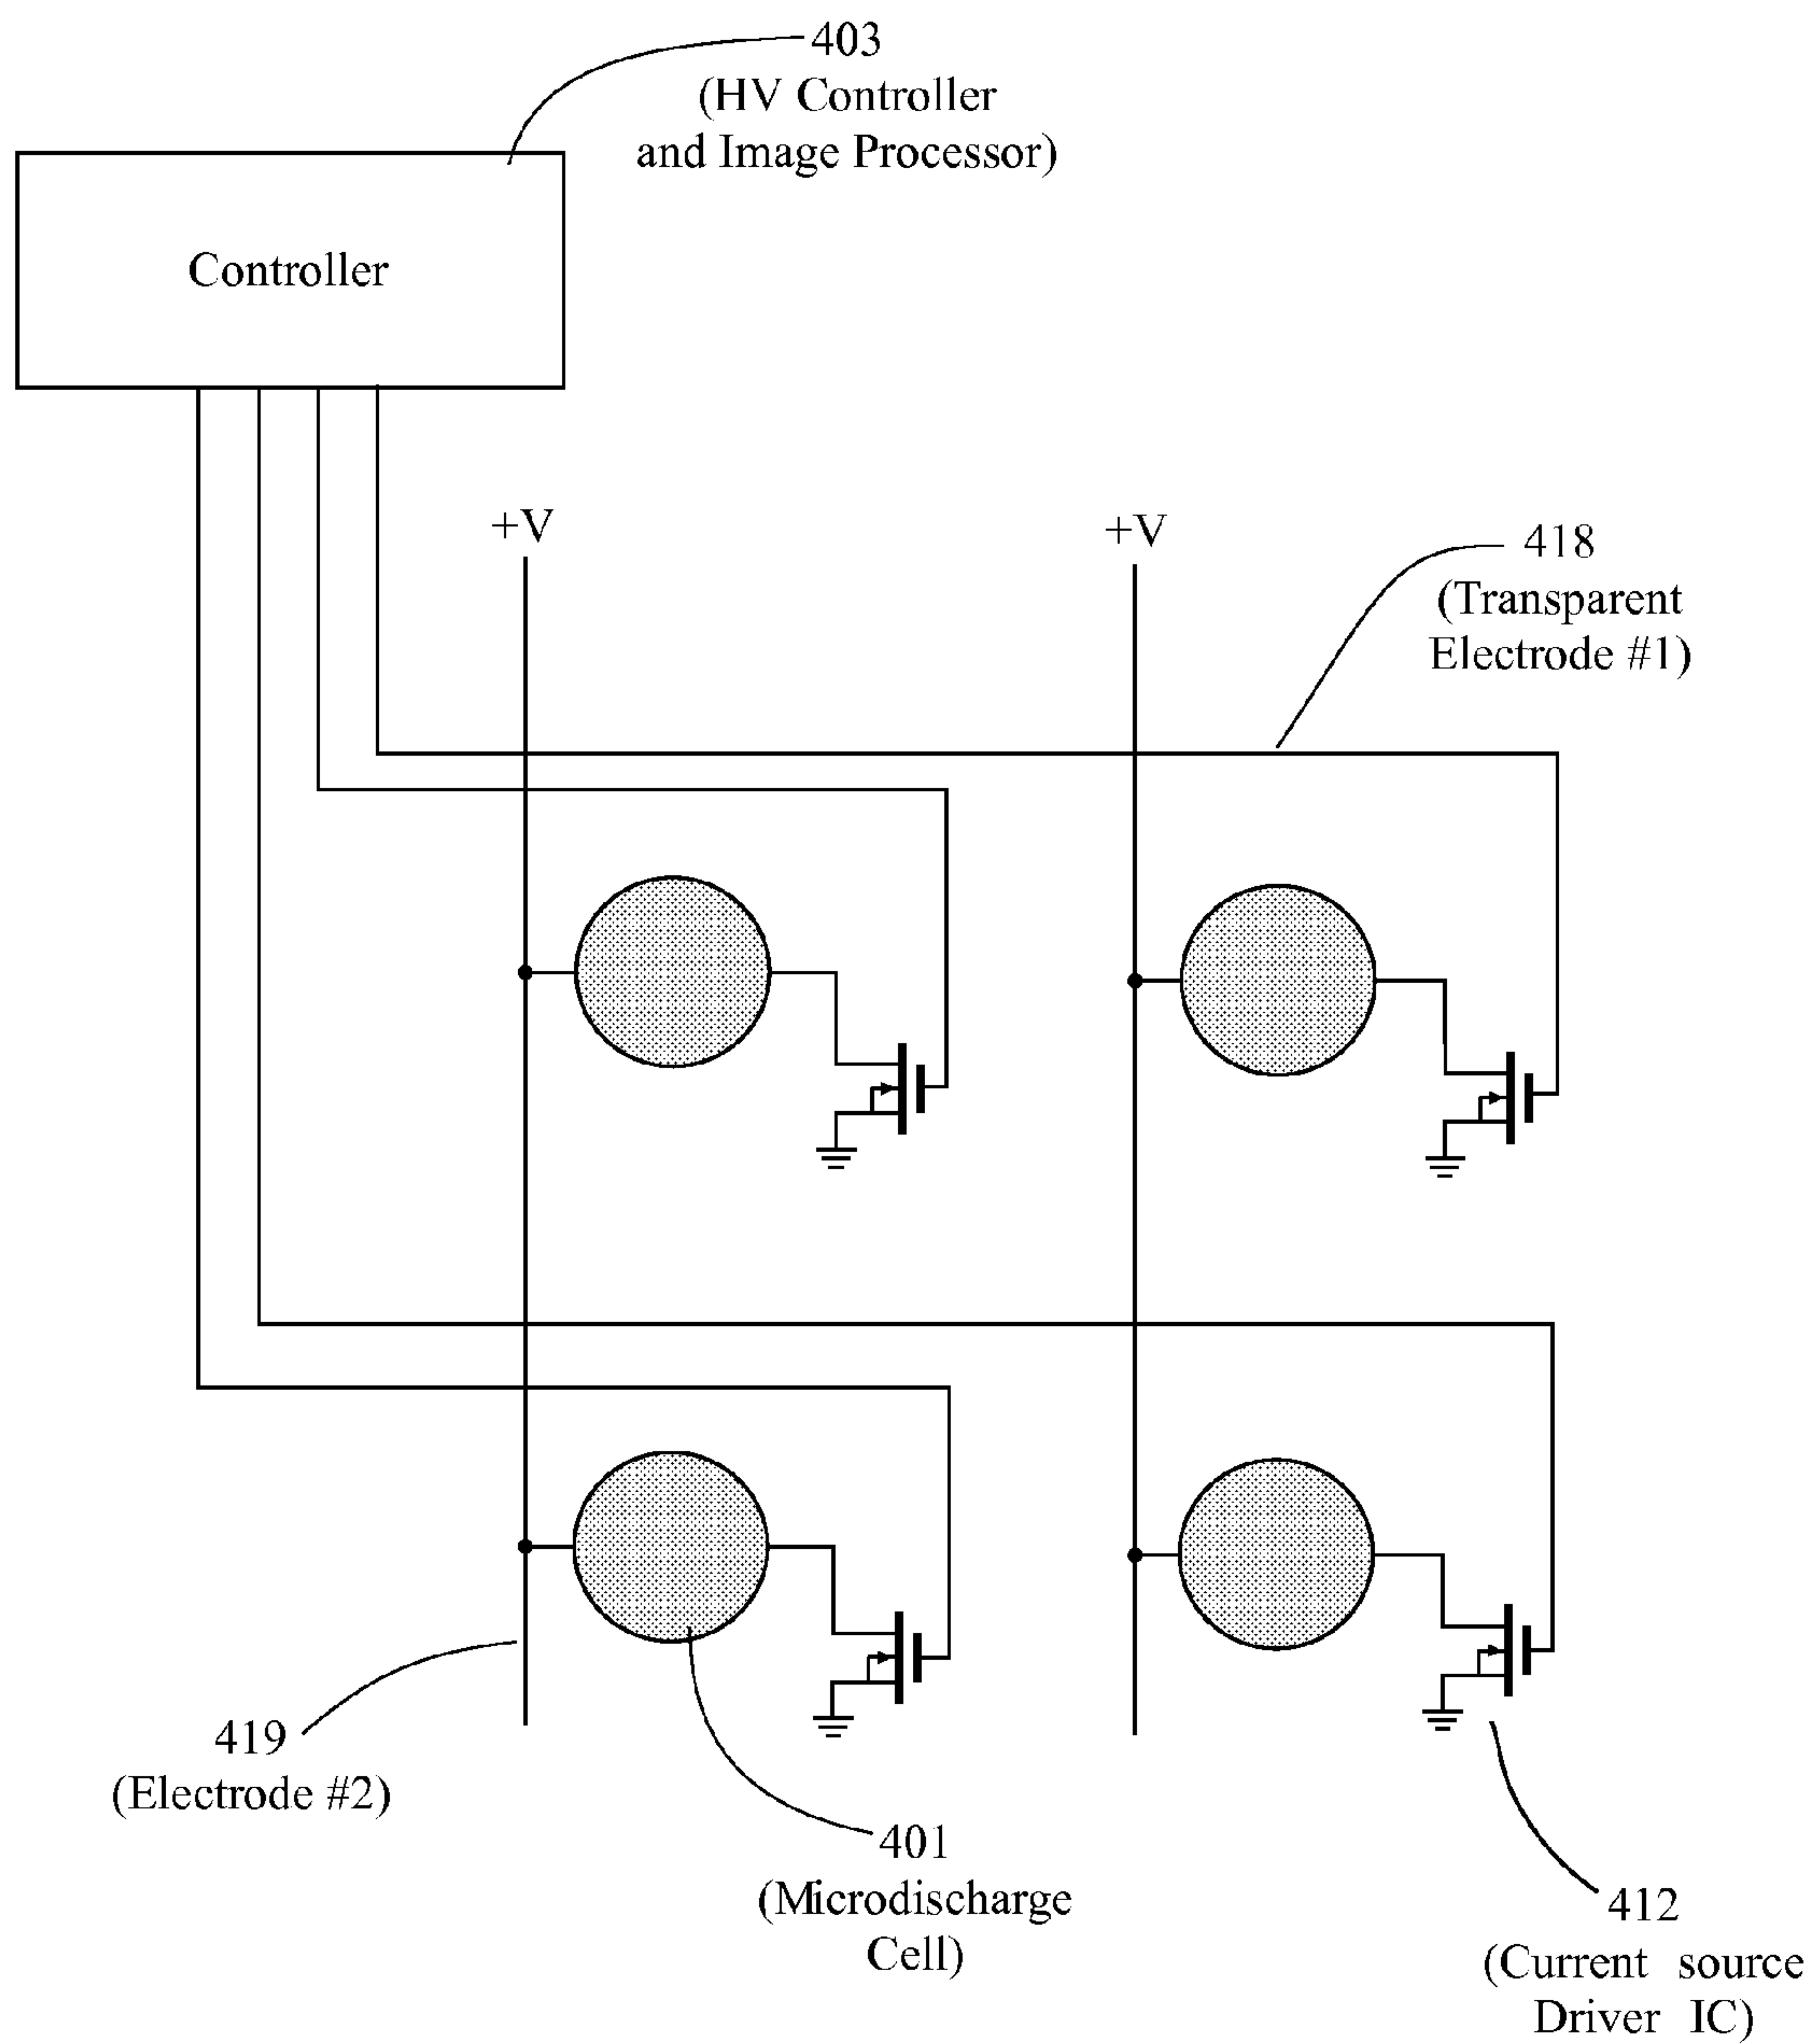 403
(HV Controller
and Image Processor)
Controller
+V
+V
418
(Transparent
Electrode #1)
419
(Electrode #2)
401
(Microdischarge
Cell)
412
(Current source
Driver IC)